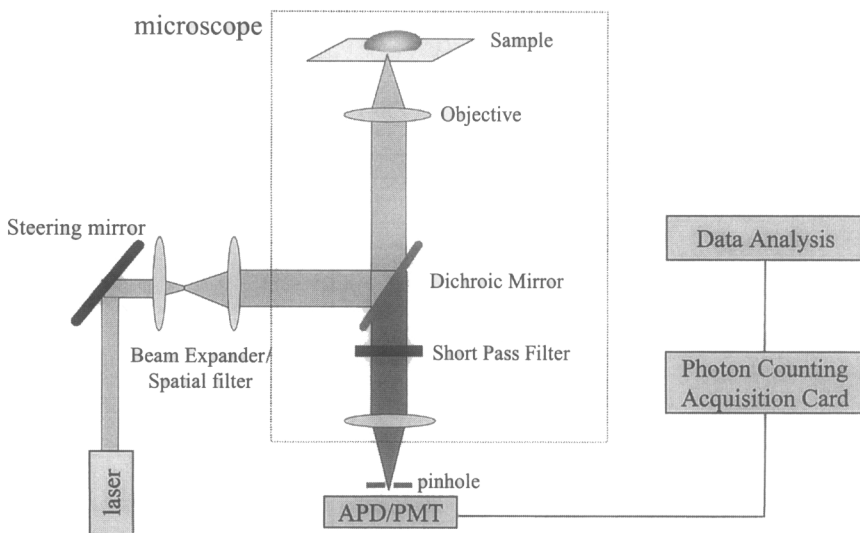 microscope
Sample
Objective
Steering mirror
Data Analysis
Dichroic Mirror
Beam Expander/
Spatial filter
Short Pass Filter
Photon Counting
Acquisition Card
laser
pinhole
APD/PMT